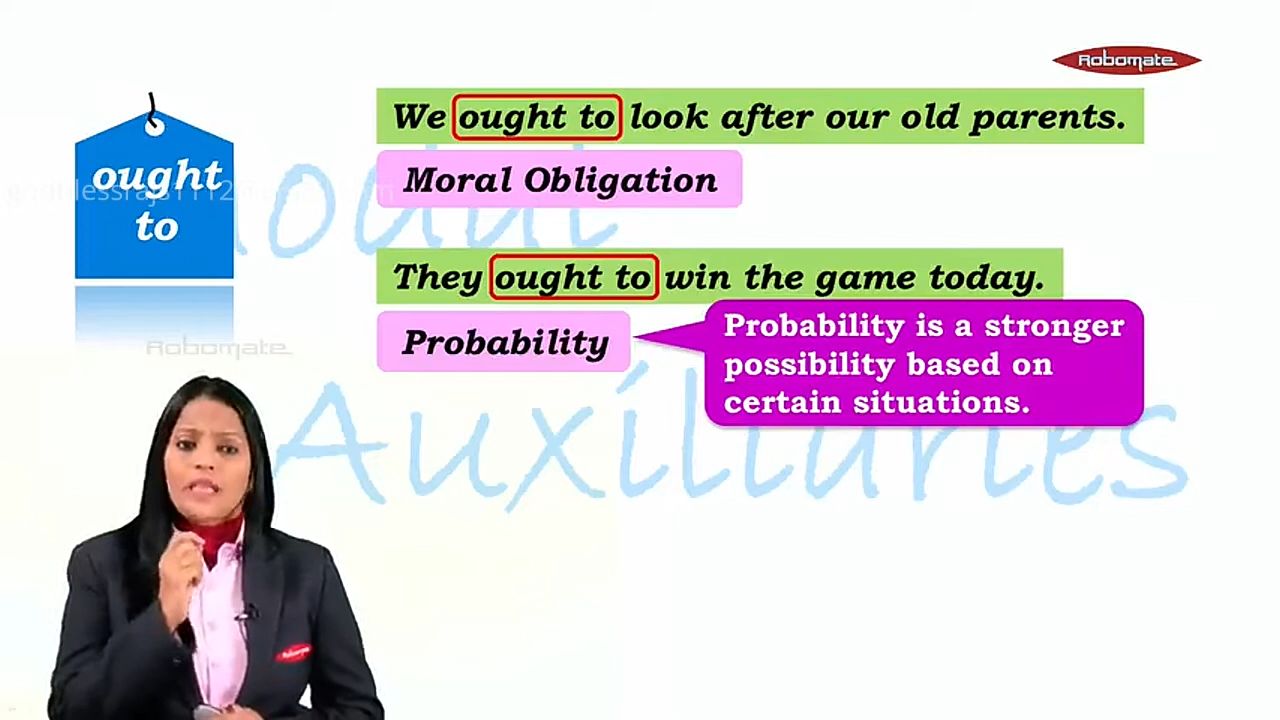 Robomate
We ought to look after our old parents.
ought
to
Moral Obligation
They ought to win the game today.
Probability
Probability is a stronger
possibility based on
certain situations.
Robomate
Auxiliaries
Robomate